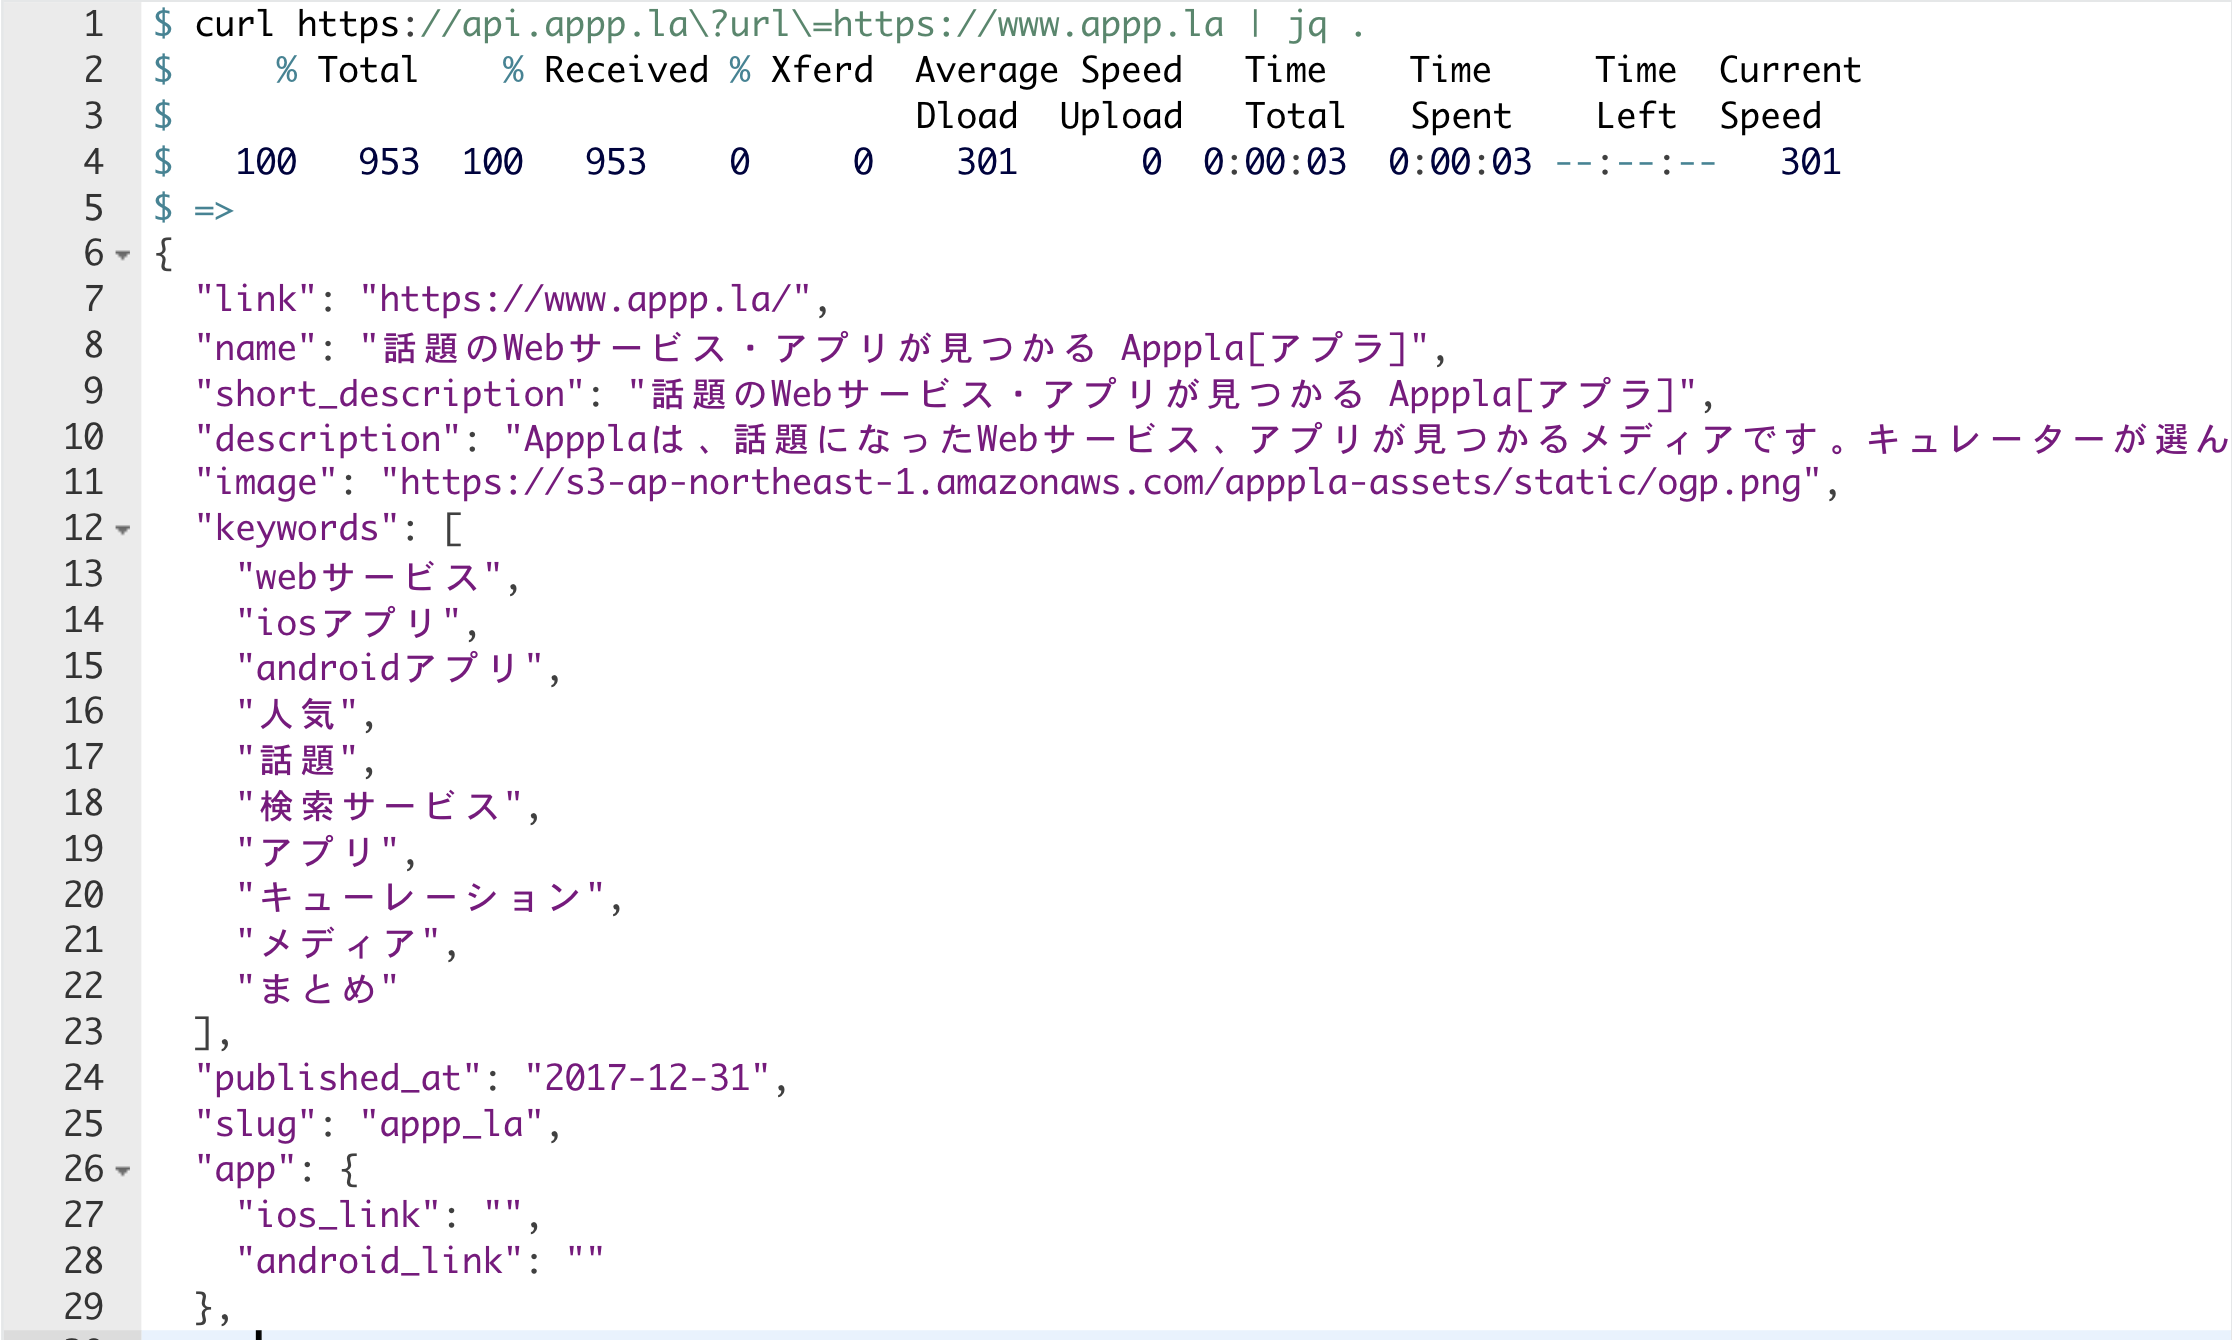 1 $ curl https://api.appp.la\?url\=https://www.appp.la | jq .
2 $     % Total    % Received % Xferd  Average Speed   Time    Time     Time  Current
3 $                                    Dload  Upload   Total   Spent    Left  Speed
4 $   100   953  100   953    0     0    301      0  0:00:03  0:00:03 --:--:--   301
5 $ =>
6 {
7   "link": "https://www.appp.la/",
8   "name": "話題のWebサービス・アプリが見つかる Apppla[アプラ]",
9   "short_description": "話題のWebサービス・アプリが見つかる Apppla[アプラ]",
10   "description": "Appplaは、話題になったWebサービス、アプリが見つかるメディアです。キュレーターが選ん
11   "image": "https://s3-ap-northeast-1.amazonaws.com/apppla-assets/static/ogp.png",
12   "keywords": [
13     "webサービス",
14     "iosアプリ",
15     "androidアプリ",
16     "人気",
17     "話題",
18     "検索サービス",
19     "アプリ",
20     "キューレーション",
21     "メディア",
22     "まとめ"
23   ],
24   "published_at": "2017-12-31",
25   "slug": "appp_la",
26   "app": {
27     "ios_link": "",
28     "android_link": ""
29   },